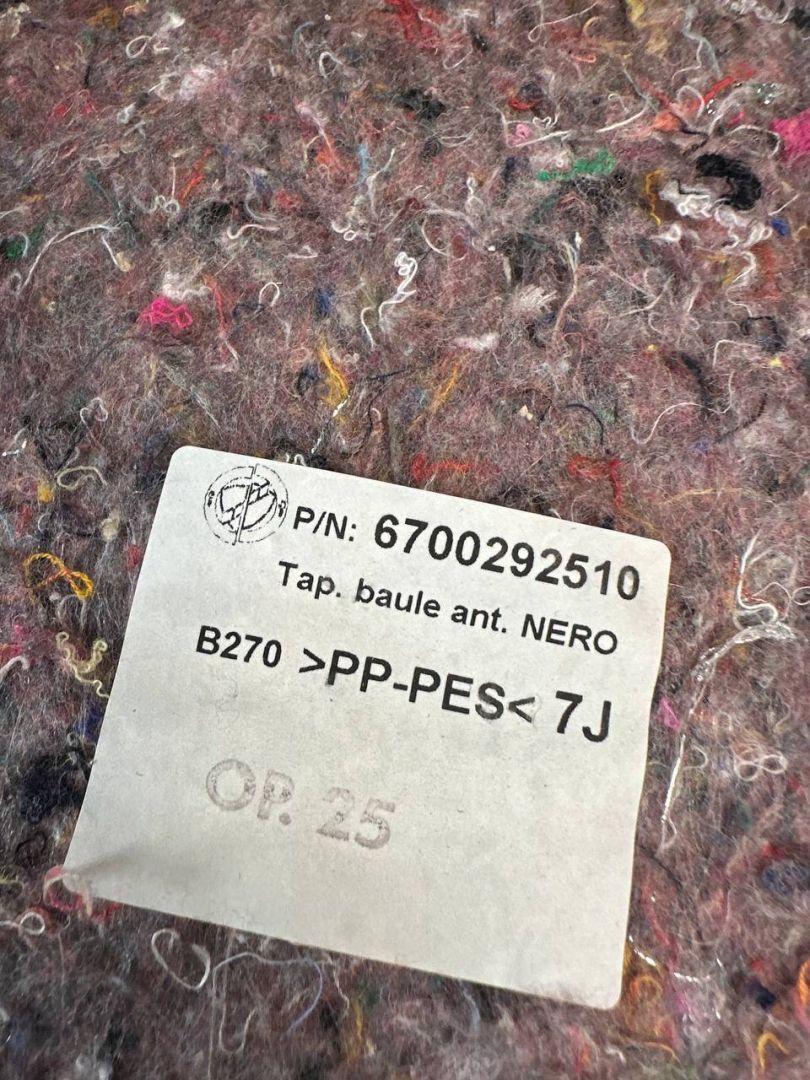 P/N: 6700292510
Tap. baule ant. NERO
B270 >PP-PES< 7J
OP. 25